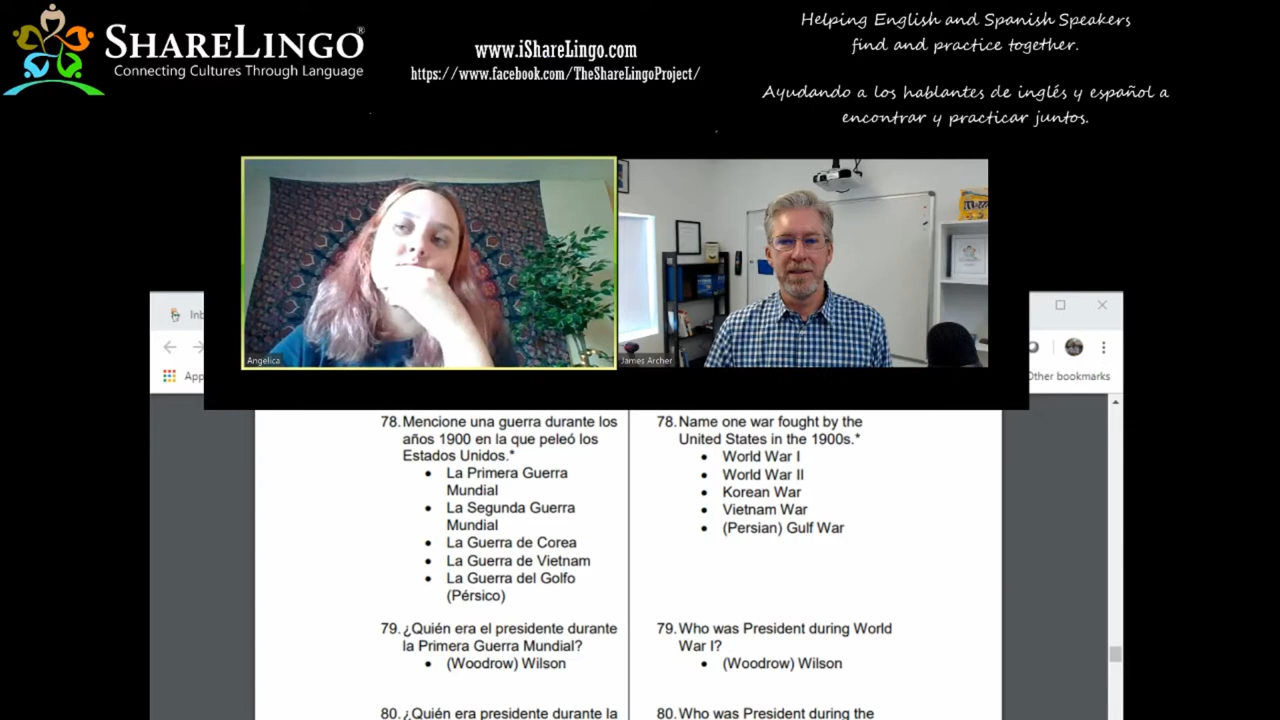 SHARELINGO®
Connecting Cultures Through Language
www.iShareLingo.com
https://www.facebook.com/TheShareLingoProject/
Helping English and Spanish Speakers
find and practice together.
Ayudando a los hablantes de inglés y español a
encontrar y practicar juntos.
Angelica
James Archer
Inb
App
Other bookmarks
78. Mencione una guerra durante los
años 1900 en la que peleó los
Estados Unidos.*
• La Primera Guerra
Mundial
• La Segunda Guerra
Mundial
• La Guerra de Corea
• La Guerra de Vietnam
• La Guerra del Golfo
(Pérsico)
79. ¿Quién era el presidente durante
la Primera Guerra Mundial?
• (Woodrow) Wilson
80. ¿Quién era presidente durante la
78. Name one war fought by the
United States in the 1900s.*
• World War I
• World War II
• Korean War
• Vietnam War
• (Persian) Gulf War
79. Who was President during World
War I?
• (Woodrow) Wilson
80. Who was President during the